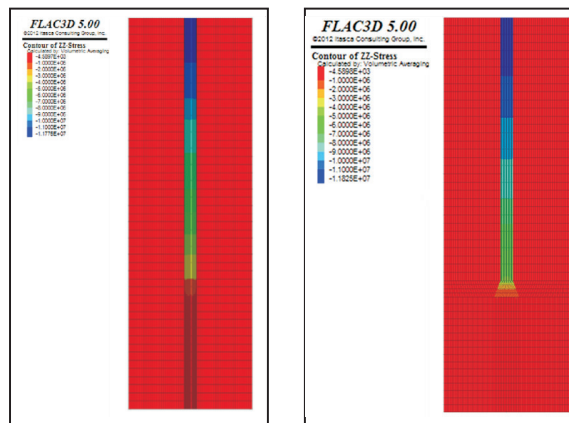 FLAC3D 5.00
©2012 Itasca Consulting Group, Inc.
Contour of ZZ-Stress
Calculated by: Volumetric Averaging
-4.5897E+03
-1.0000E+06
-2.0000E+06
-3.0000E+06
-4.0000E+06
-5.0000E+06
-6.0000E+06
-7.0000E+06
-8.0000E+06
-9.0000E+06
-1.0000E+07
-1.1000E+07
FLAC3D 5.00
©2012 Itasca Consulting Group, Inc.
Contour of ZZ-Stress
Calculated by: Volumetric Averaging
-4.5898E+03
-1.0000E+06
-2.0000E+06
-3.0000E+06
-4.0000E+06
-5.0000E+06
-6.0000E+06
-7.0000E+06
-8.0000E+06
-9.0000E+06
-1.0000E+07
-1.1000E+07
-1.1825E+07